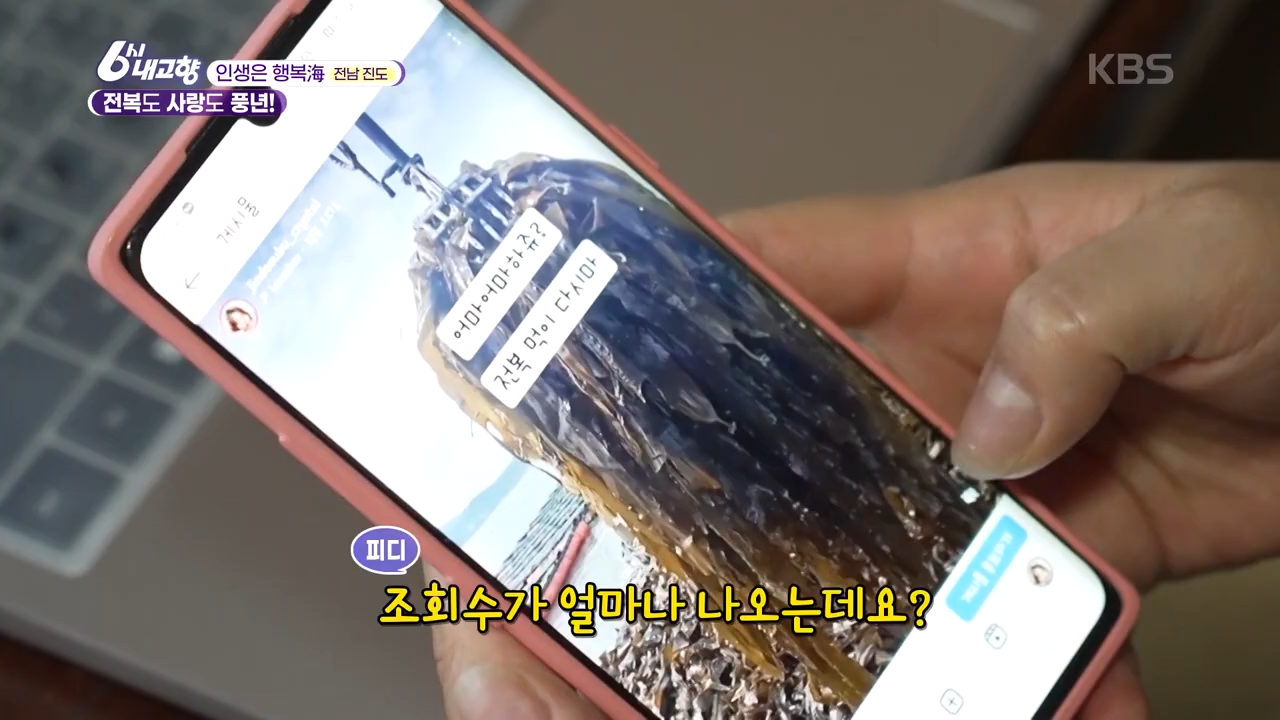 6시 내고향
인생은 행복海 전남 진도
전복도 사랑도 풍년!
KBS
게시물
어마어마하쥬?
전복 먹이 다시마
피디
조회수가 얼마나 나오는데요?